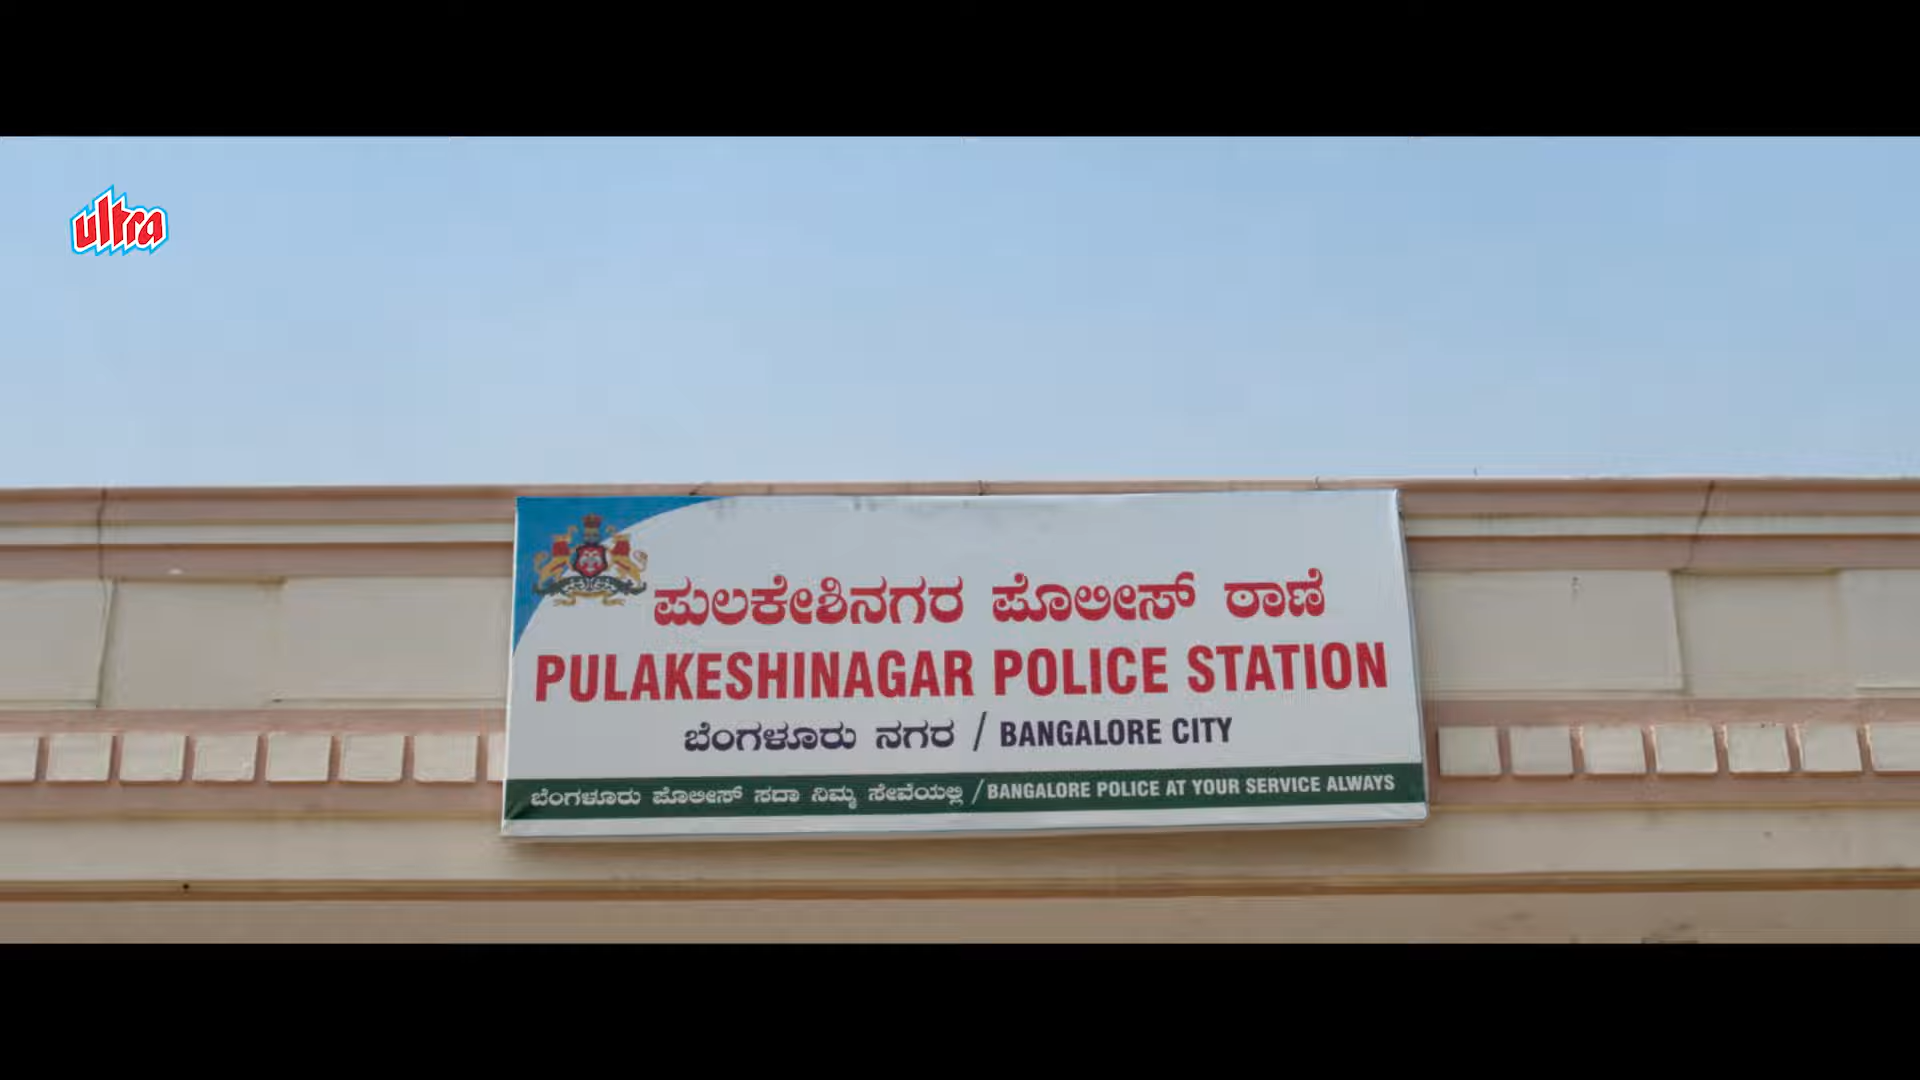 ultra
ಪುಲಕೇಶಿನಗರ ಪೊಲೀಸ್ ಠಾಣೆ
PULAKESHINAGAR POLICE STATION
ಬೆಂಗಳೂರು ನಗರ / BANGALORE CITY
ಬೆಂಗಳೂರು ಪೊಲೀಸ್ ಸದಾ ನಿಮ್ಮ ಸೇವೆಯಲ್ಲಿ / BANGALORE POLICE AT YOUR SERVICE ALWAYS